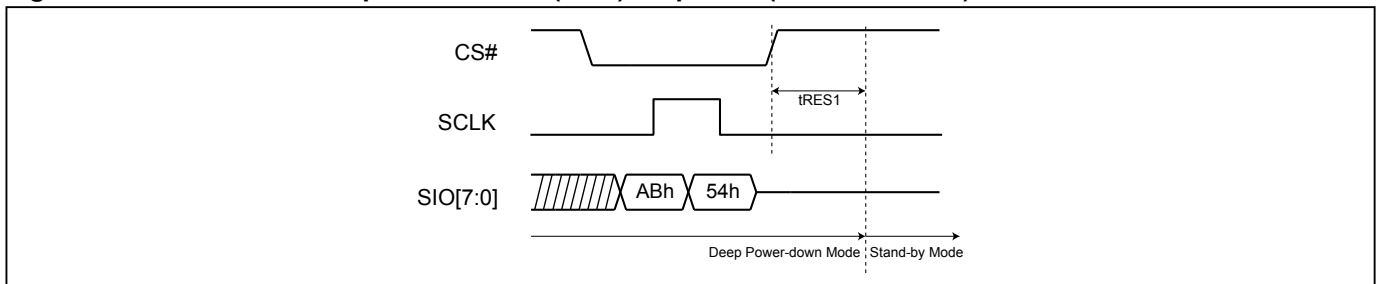 CS#
tRES1
SCLK
SIO[7:0]
ABh
54h
Deep Power-down Mode
Stand-by Mode